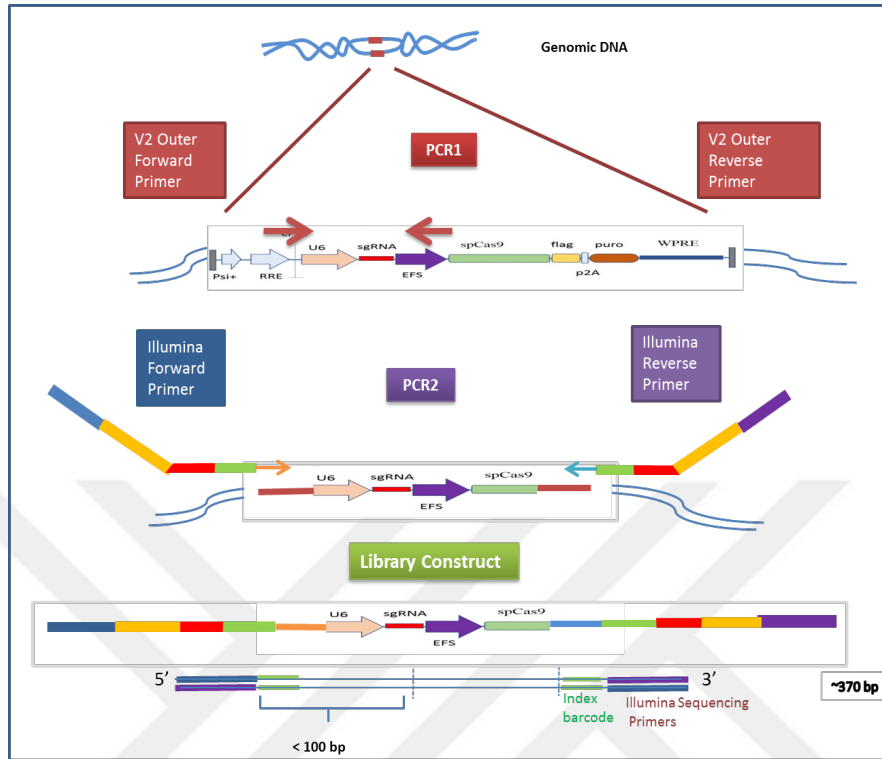 Genomic DNA
V2 Outer
Forward
Primer
PCR1
V2 Outer
Reverse
Primer
U6
sgRNA
spCas9
flag
puro
WPRE
Psi+
RRE
EFS
p2A
Illumina
Forward
Primer
PCR2
Illumina
Reverse
Primer
U6
sgRNA
spCas9
EFS
Library Construct
U6
sgRNA
spCas9
EFS
5’
3’
~370 bp
Index
barcode
Illumina Sequencing
Primers
< 100 bp